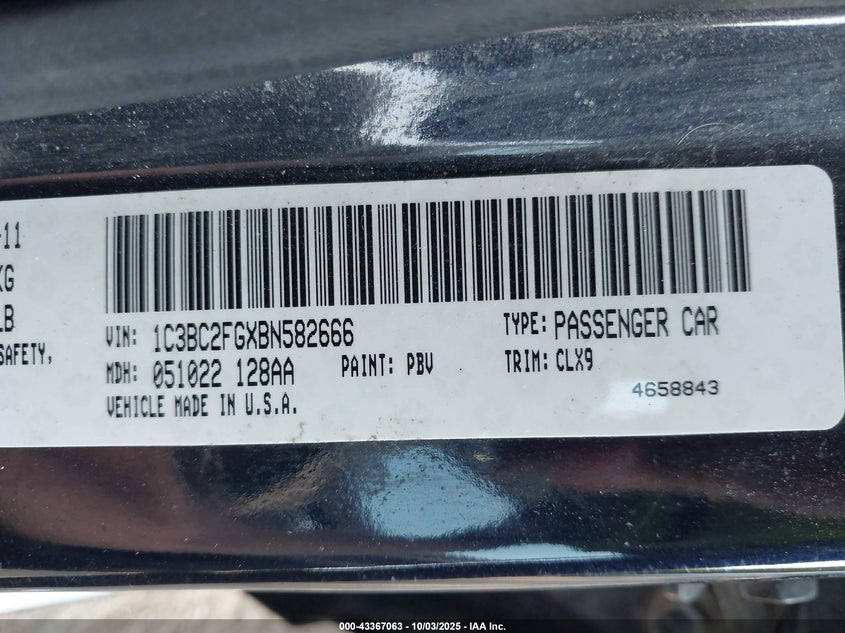 -11
KG
LB
SAFETY,
VIN: 1C3BC2FGXBN582666
TYPE: PASSENGER CAR
MDH: 051022 128AA
PAINT: PBV
TRIM: CLX9
VEHICLE MADE IN U.S.A.
4658843
000-43367063 - 10/03/2025 - IAA Inc.